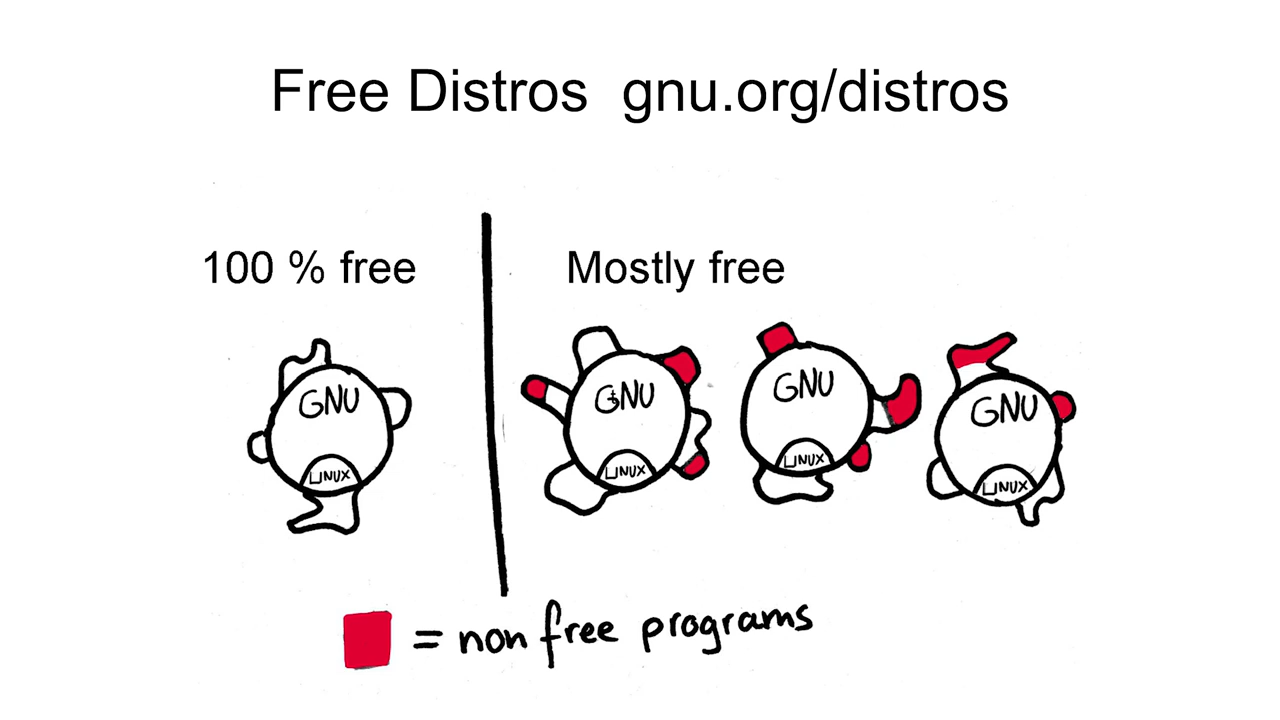 Free Distros gnu.org/distros
100 % free
Mostly free
GNU
LINUX
GNU
LINUX
GNU
LINUX
GNU
LINUX
= non free programs